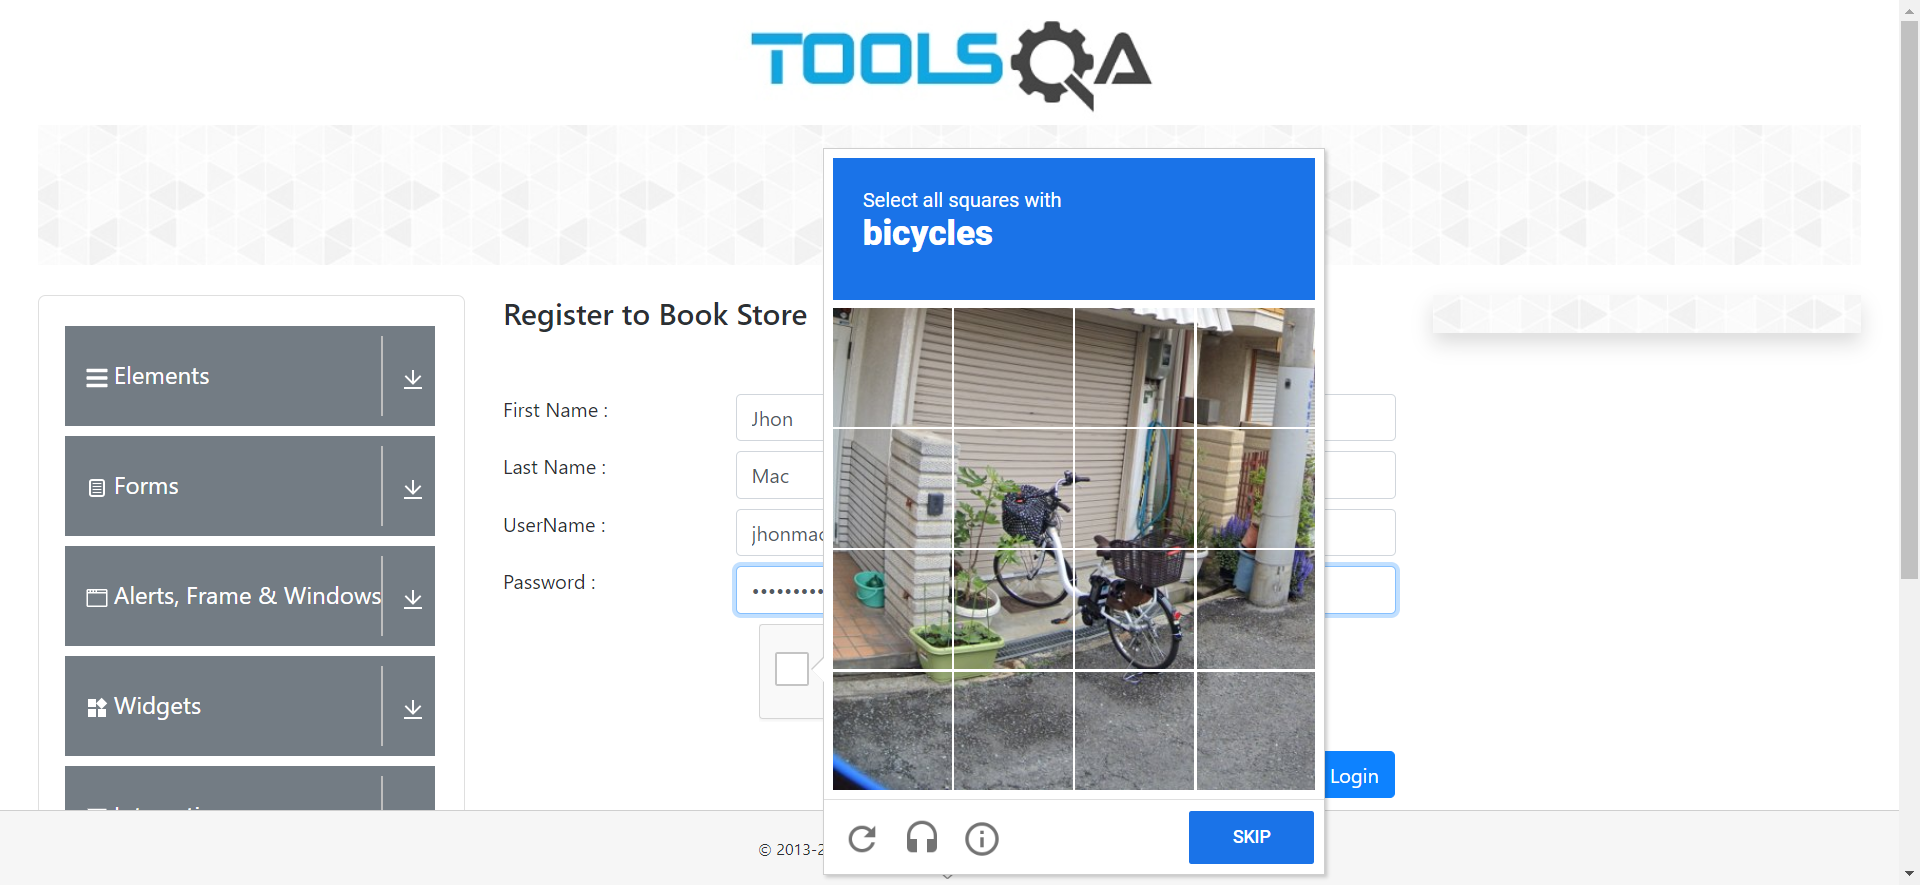 TOOLSQA
Select all squares with
bicycles
Register to Book Store
Elements
Forms
Alerts, Frame & Windows
Widgets
First Name :
Jhon
Last Name :
Mac
UserName :
jhonmac
Password :
Login
SKIP
© 2013-2